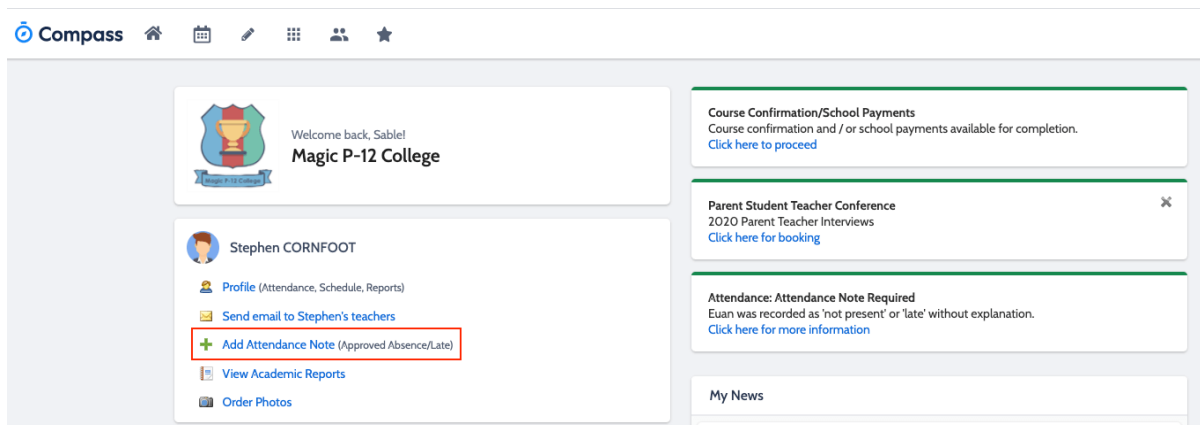 Compass
Welcome back, Sable!
Magic P-12 College
Magic P-12 College
Stephen CORNFOOT
Profile (Attendance, Schedule, Reports)
Send email to Stephen's teachers
Add Attendance Note (Approved Absence/Late)
View Academic Reports
Order Photos
Course Confirmation/School Payments
Course confirmation and / or school payments available for completion.
Click here to proceed
Parent Student Teacher Conference
2020 Parent Teacher Interviews
Click here for booking
Attendance: Attendance Note Required
Euan was recorded as 'not present' or 'late' without explanation.
Click here for more information
My News